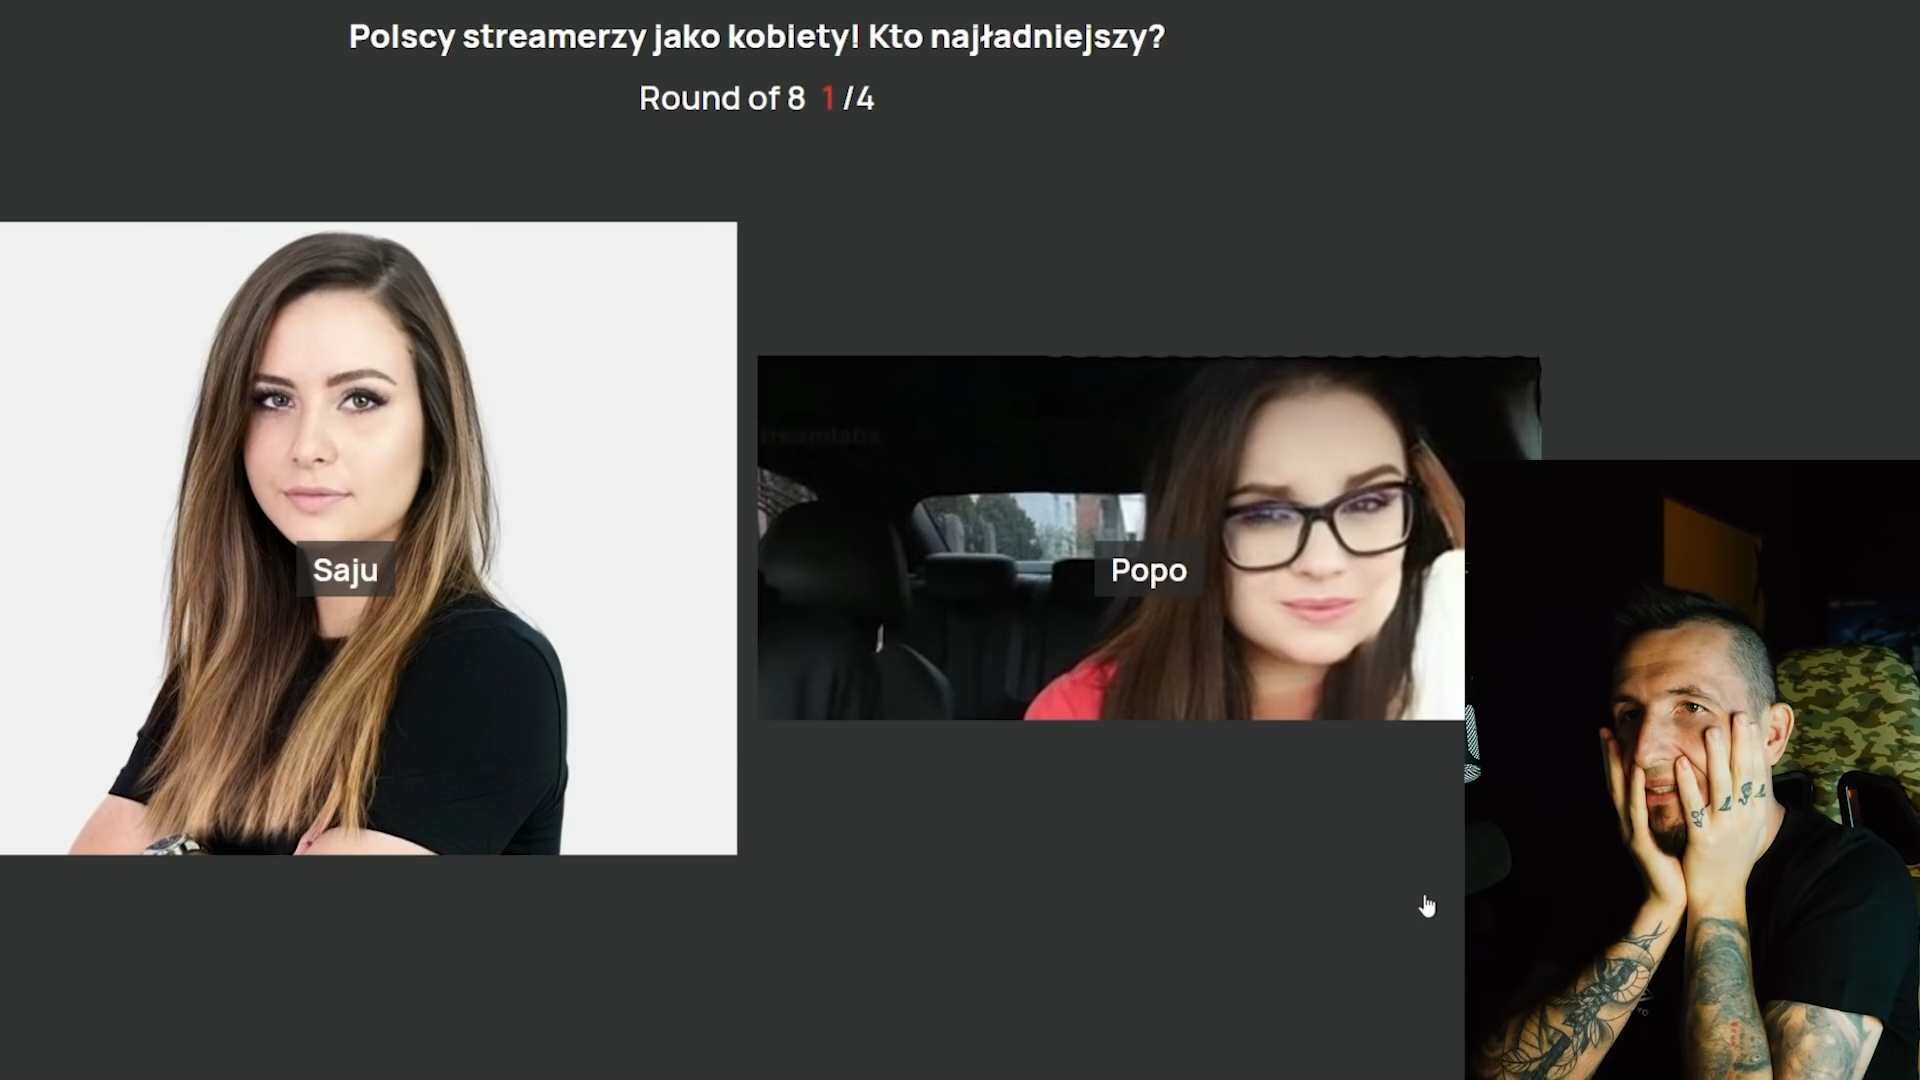 Polscy streamerzy jako kobiety! Kto najładniejszy?
Round of 8 1 /4
Saju
Popo